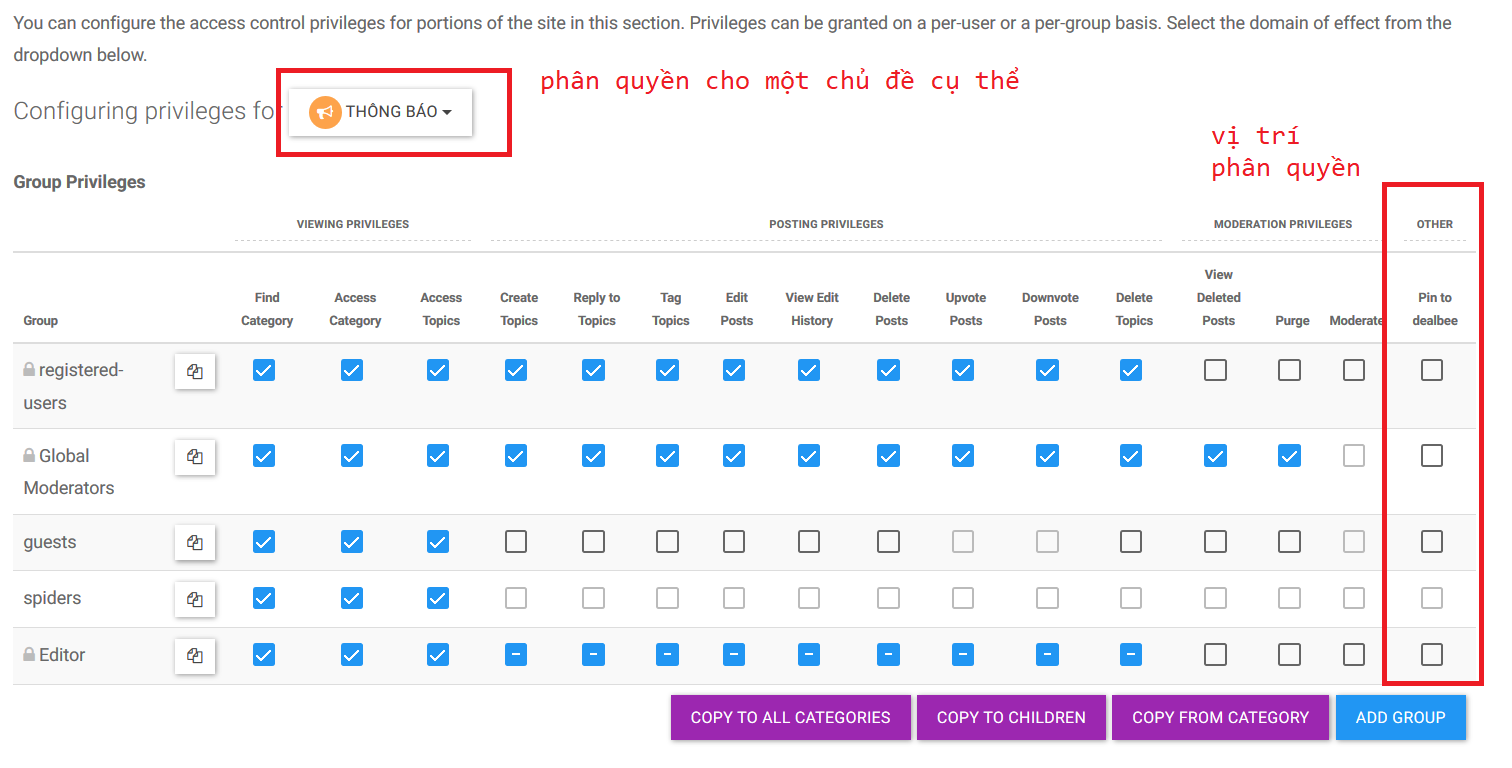 You can configure the access control privileges for portions of the site in this section. Privileges can be granted on a per-user or a per-group basis. Select the domain of effect from the
dropdown below.
phân quyền cho một chủ đề cụ thể
Configuring privileges for THÔNG BÁO
vị trí
phân quyền
Group Privileges
VIEWING PRIVILEGES POSTING PRIVILEGES MODERATION PRIVILEGES OTHER
Group
Find Category
Access Category
Access Topics
Create Topics
Reply to Topics
Tag Topics
Edit Posts
View Edit History
Delete Posts
Upvote Posts
Downvote Posts
Delete Topics
View Deleted Posts
Purge
Moderate
Pin to dealbee
registered-
users
Global
Moderators
guests
spiders
Editor
COPY TO ALL CATEGORIES COPY TO CHILDREN COPY FROM CATEGORY ADD GROUP